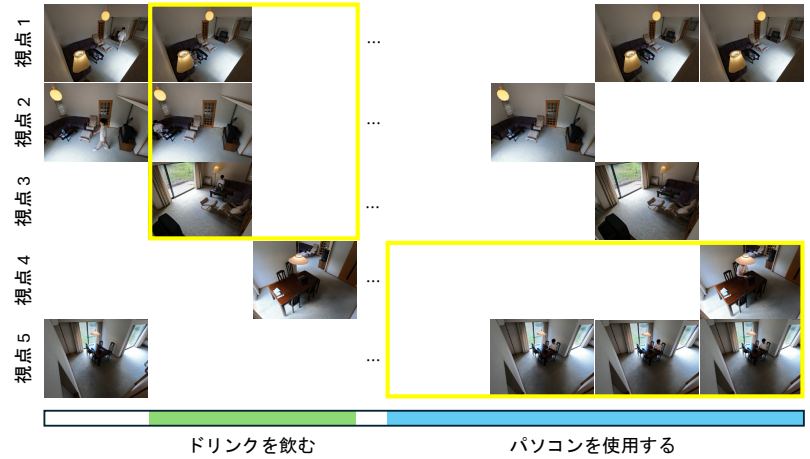 視点1
…
視点2
…
視点3
…
視点4
…
視点5
…
ドリンクを飲む
パソコンを使用する